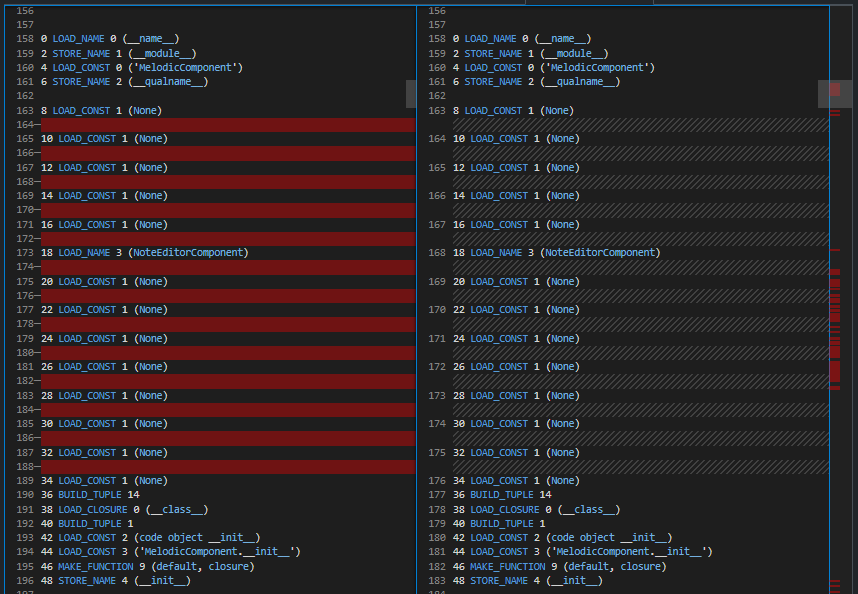 156
157
158 0 LOAD_NAME 0 (__name__)
159 2 STORE_NAME 1 (__module__)
160 4 LOAD_CONST 0 ('MelodicComponent')
161 6 STORE_NAME 2 (__qualname__)
162
163 8 LOAD_CONST 1 (None)
164—
165 10 LOAD_CONST 1 (None)
166—
167 12 LOAD_CONST 1 (None)
168—
169 14 LOAD_CONST 1 (None)
170—
171 16 LOAD_CONST 1 (None)
172—
173 18 LOAD_NAME 3 (NoteEditorComponent)
174—
175 20 LOAD_CONST 1 (None)
176—
177 22 LOAD_CONST 1 (None)
178—
179 24 LOAD_CONST 1 (None)
180—
181 26 LOAD_CONST 1 (None)
182—
183 28 LOAD_CONST 1 (None)
184—
185 30 LOAD_CONST 1 (None)
186—
187 32 LOAD_CONST 1 (None)
188—
189 34 LOAD_CONST 1 (None)
190 36 BUILD_TUPLE 14
191 38 LOAD_CLOSURE 0 (__class__)
192 40 BUILD_TUPLE 1
193 42 LOAD_CONST 2 (code object __init__)
194 44 LOAD_CONST 3 ('MelodicComponent.__init__')
195 46 MAKE_FUNCTION 9 (default, closure)
196 48 STORE_NAME 4 (__init__)
156
157
158 0 LOAD_NAME 0 (__name__)
159 2 STORE_NAME 1 (__module__)
160 4 LOAD_CONST 0 ('MelodicComponent')
161 6 STORE_NAME 2 (__qualname__)
162
163 8 LOAD_CONST 1 (None)
164 10 LOAD_CONST 1 (None)
165 12 LOAD_CONST 1 (None)
166 14 LOAD_CONST 1 (None)
167 16 LOAD_CONST 1 (None)
168 18 LOAD_NAME 3 (NoteEditorComponent)
169 20 LOAD_CONST 1 (None)
170 22 LOAD_CONST 1 (None)
171 24 LOAD_CONST 1 (None)
172 26 LOAD_CONST 1 (None)
173 28 LOAD_CONST 1 (None)
174 30 LOAD_CONST 1 (None)
175 32 LOAD_CONST 1 (None)
176 34 LOAD_CONST 1 (None)
177 36 BUILD_TUPLE 14
178 38 LOAD_CLOSURE 0 (__class__)
179 40 BUILD_TUPLE 1
180 42 LOAD_CONST 2 (code object __init__)
181 44 LOAD_CONST 3 ('MelodicComponent.__init__')
182 46 MAKE_FUNCTION 9 (default, closure)
183 48 STORE_NAME 4 (__init__)